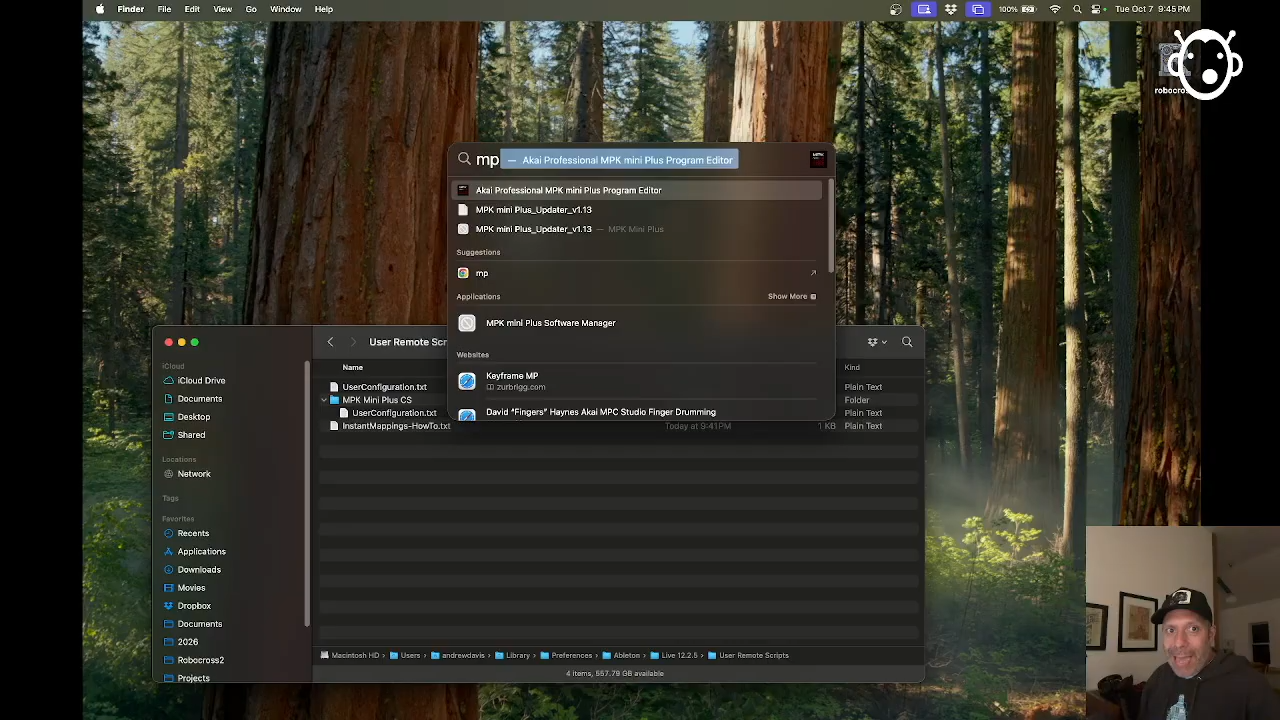 Finder File Edit View Go Window Help 100% Tue Oct 7 9:45 PM
robocros
mp — Akai Professional MPK mini Plus Program Editor
Akai Professional MPK mini Plus Program Editor
MPK mini Plus_Updater_v1.13
MPK mini Plus_Updater_v1.13 — MPK Mini Plus
Suggestions
mp
Applications Show More
MPK mini Plus Software Manager
Websites
Keyframe MP
zurbrigg.com
David “Fingers” Haynes Akai MPC Studio Finger Drumming
User Remote Scr
Name Kind
UserConfiguration.txt Plain Text
MPK Mini Plus CS Folder
UserConfiguration.txt Plain Text
InstantMappings-HowTo.txt Today at 9:41 PM 1 KB Plain Text
iCloud
iCloud Drive
Documents
Desktop
Shared
Locations
Network
Tags
Favorites
Recents
Applications
Downloads
Movies
Dropbox
Documents
2026
Robocross2
Projects
Macintosh HD › Users › andrewdavis › Library › Preferences › Ableton › Live 12.2.5 › User Remote Scripts
4 items, 557.79 GB available